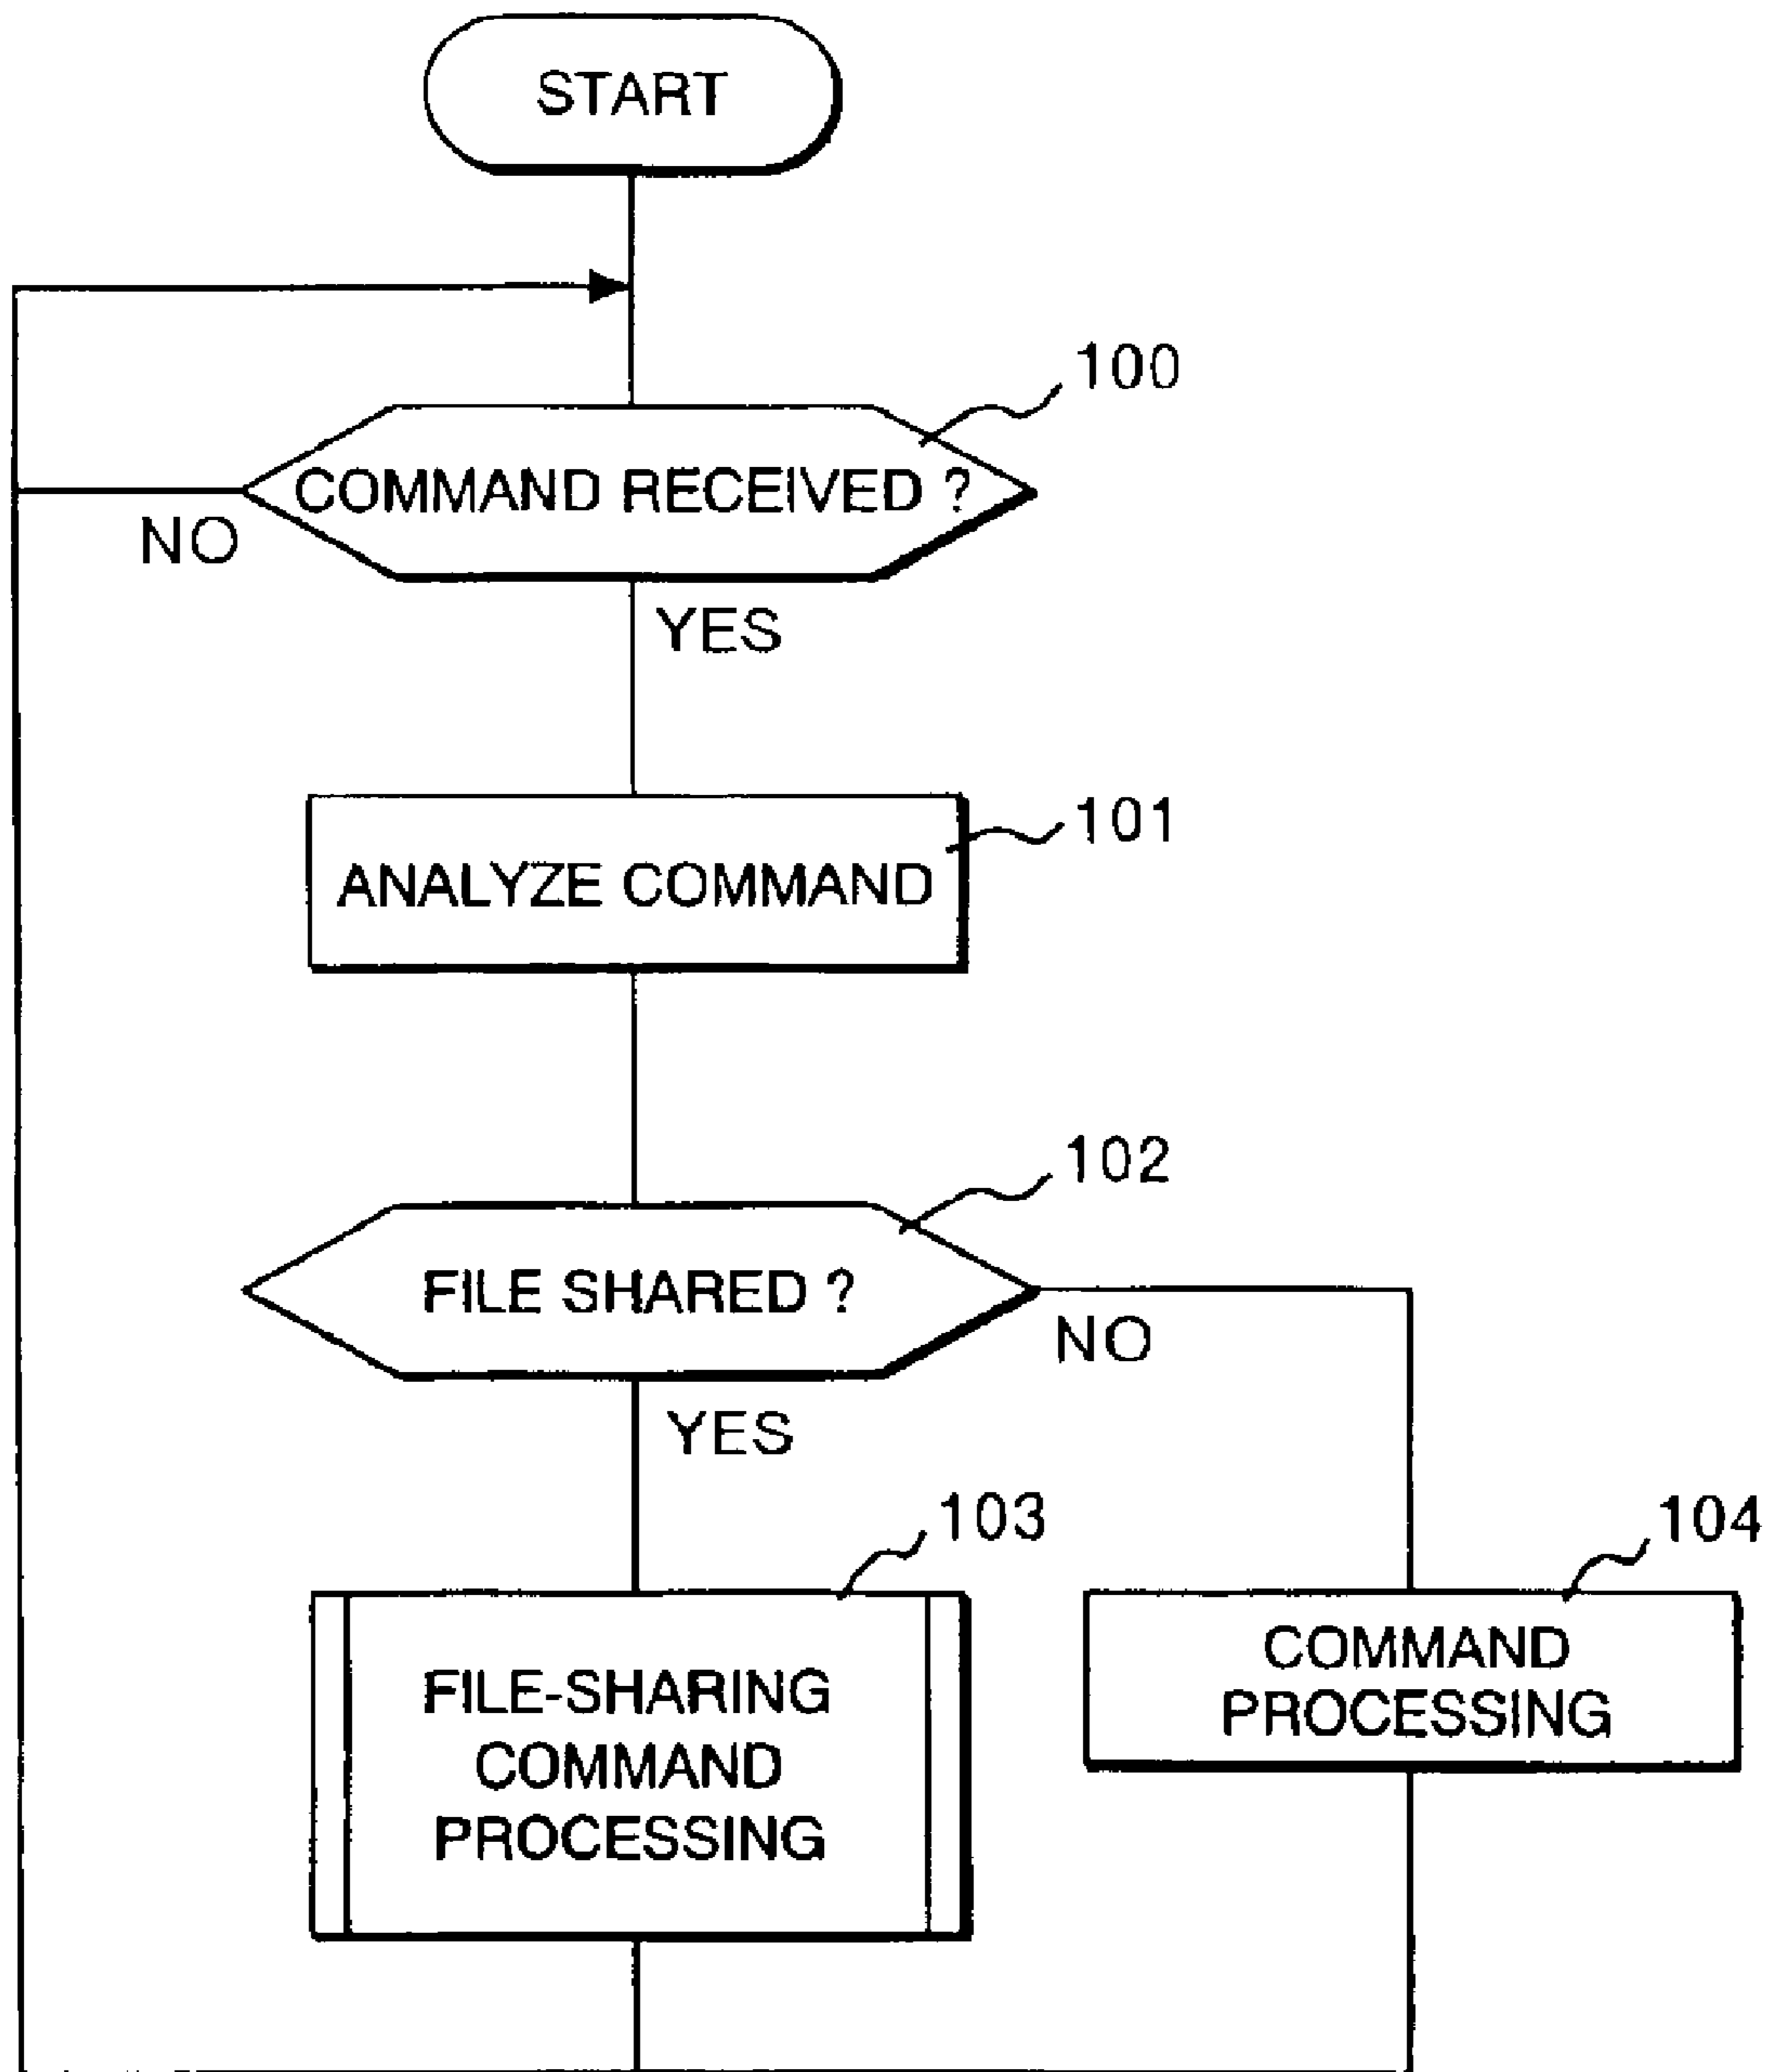 START
100
COMMAND RECEIVED ?
NO
YES
101
ANALYZE COMMAND
102
FILE SHARED ?
NO
YES
103
104
FILE-SHARING
COMMAND
PROCESSING
COMMAND
PROCESSING